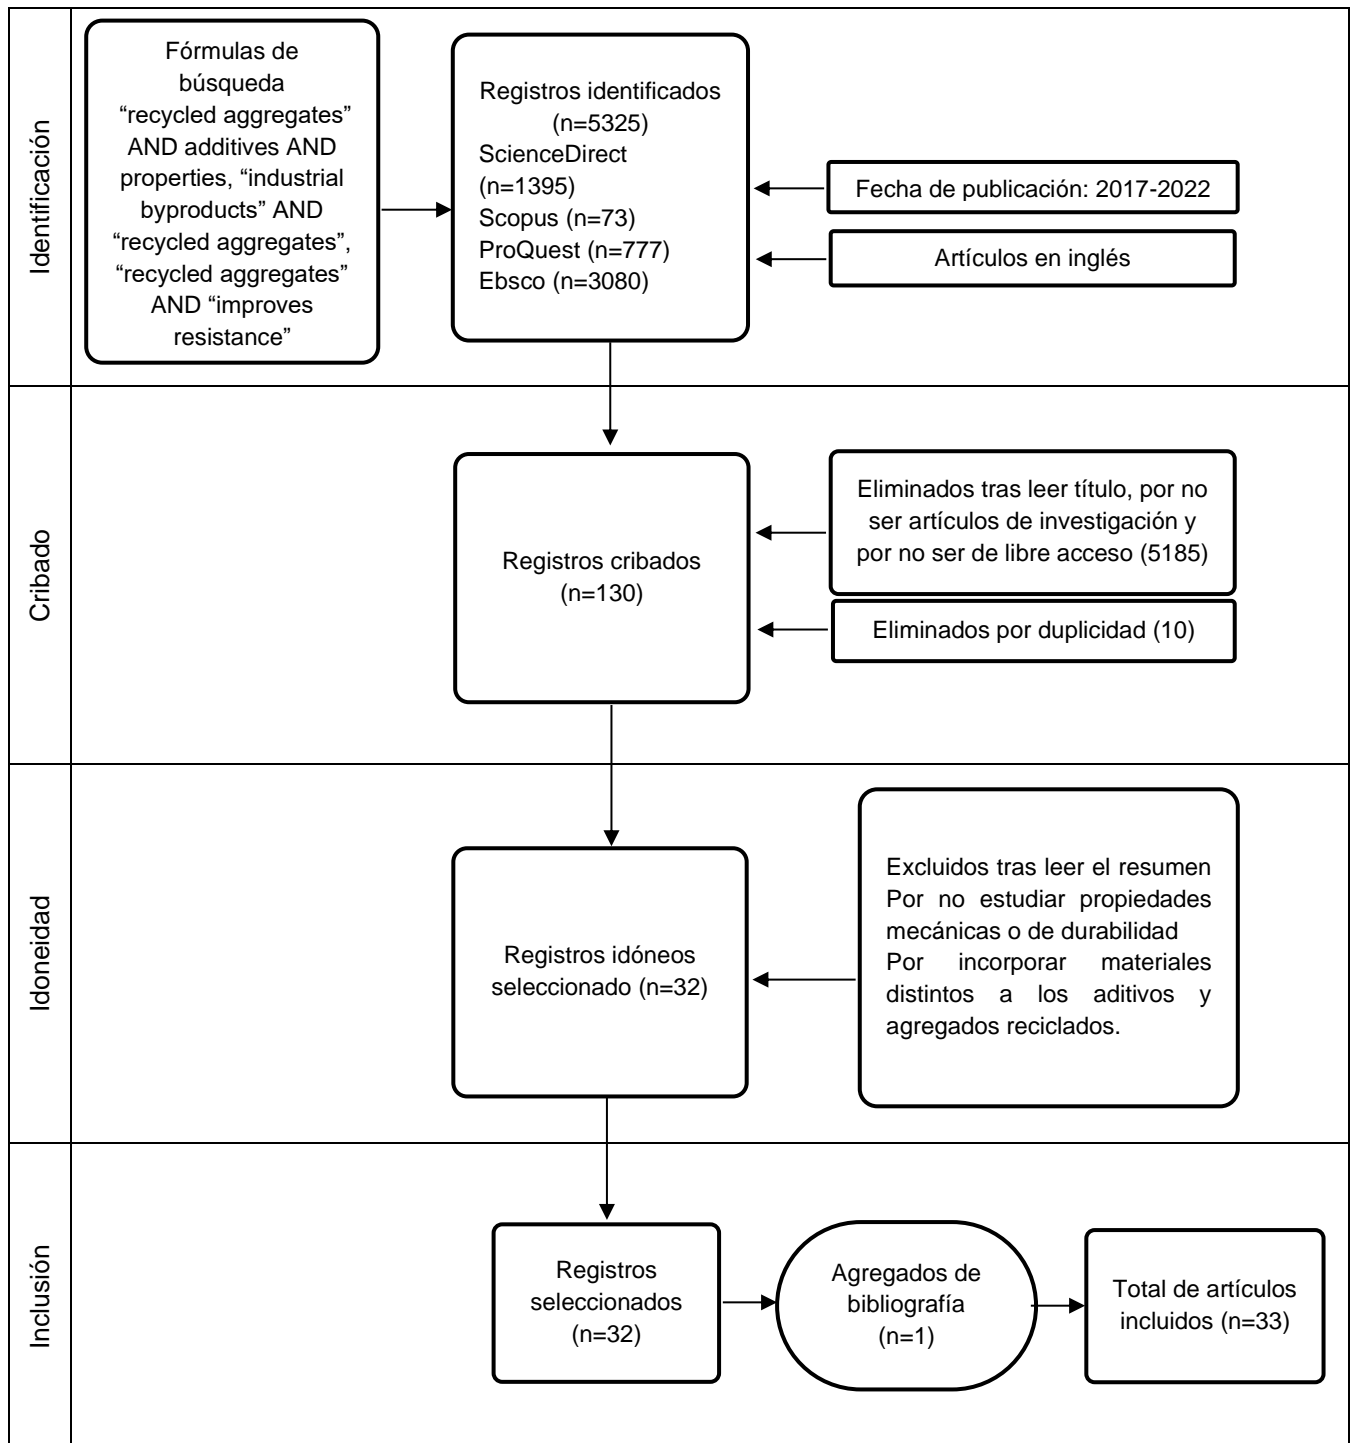 Identificación
Fórmulas de
búsqueda
“recycled aggregates”
AND additives AND
properties, “industrial
byproducts” AND
“recycled aggregates”,
“recycled aggregates”
AND “improves
resistance”
Registros identificados
(n=5325)
ScienceDirect
(n=1395)
Scopus (n=73)
ProQuest (n=777)
Ebsco (n=3080)
Fecha de publicación: 2017-2022
Artículos en inglés
Cribado
Registros cribados
(n=130)
Eliminados tras leer título, por no
ser artículos de investigación y
por no ser de libre acceso (5185)
Eliminados por duplicidad (10)
Idoneidad
Registros idóneos
seleccionado (n=32)
Excluidos tras leer el resumen
Por no estudiar propiedades
mecánicas o de durabilidad
Por incorporar materiales
distintos a los aditivos y
agregados reciclados.
Inclusión
Registros
seleccionados
(n=32)
Agregados de
bibliografía
(n=1)
Total de artículos
incluidos (n=33)